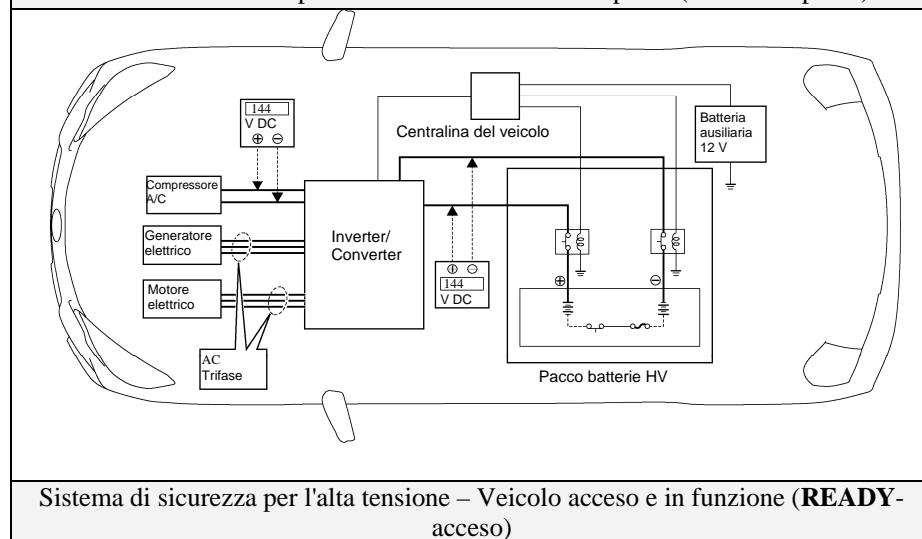 144
V DC
⊕ ⊖
Centralina del veicolo
Batteria
ausiliaria
12 V
Compressore
A/C
Generatore
elettrico
Inverter/
Converter
Motore
elettrico
⊕ ⊖
144
V DC
⊕
⊖
AC
Trifase
Pacco batterie HV
Sistema di sicurezza per l'alta tensione – Veicolo acceso e in funzione (READY-
acceso)